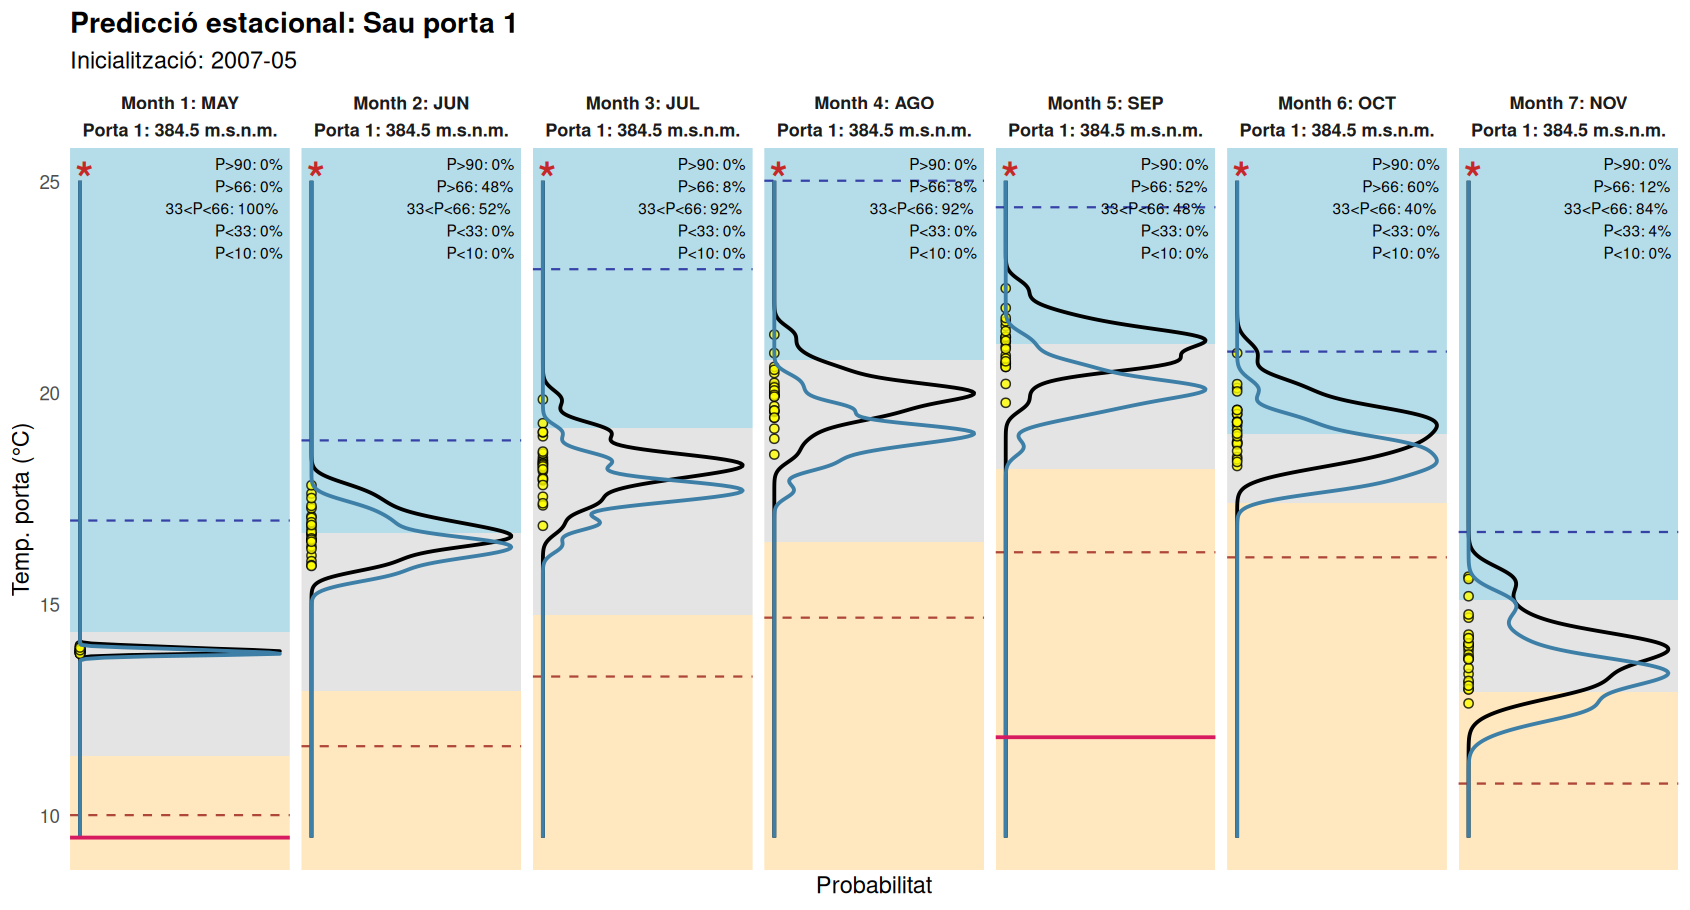 Predicció estacional: Sau porta 1
Inicialització: 2007-05
Month 1: MAY
Porta 1: 384.5 m.s.n.m.
Month 2: JUN
Porta 1: 384.5 m.s.n.m.
Month 3: JUL
Porta 1: 384.5 m.s.n.m.
Month 4: AGO
Porta 1: 384.5 m.s.n.m.
Month 5: SEP
Porta 1: 384.5 m.s.n.m.
Month 6: OCT
Porta 1: 384.5 m.s.n.m.
Month 7: NOV
Porta 1: 384.5 m.s.n.m.
*
P>90: 0%
P>66: 0%
33<P<66: 100%
P<33: 0%
P<10: 0%
*
P>90: 0%
P>66: 48%
33<P<66: 52%
P<33: 0%
P<10: 0%
*
P>90: 0%
P>66: 8%
33<P<66: 92%
P<33: 0%
P<10: 0%
*
P>90: 0%
P>66: 8%
33<P<66: 92%
P<33: 0%
P<10: 0%
*
P>90: 0%
P>66: 52%
33<P<66: 48%
P<33: 0%
P<10: 0%
*
P>90: 0%
P>66: 60%
33<P<66: 40%
P<33: 0%
P<10: 0%
*
P>90: 0%
P>66: 12%
33<P<66: 84%
P<33: 4%
P<10: 0%
25
20
15
10
Temp. porta (°C)
Probabilitat